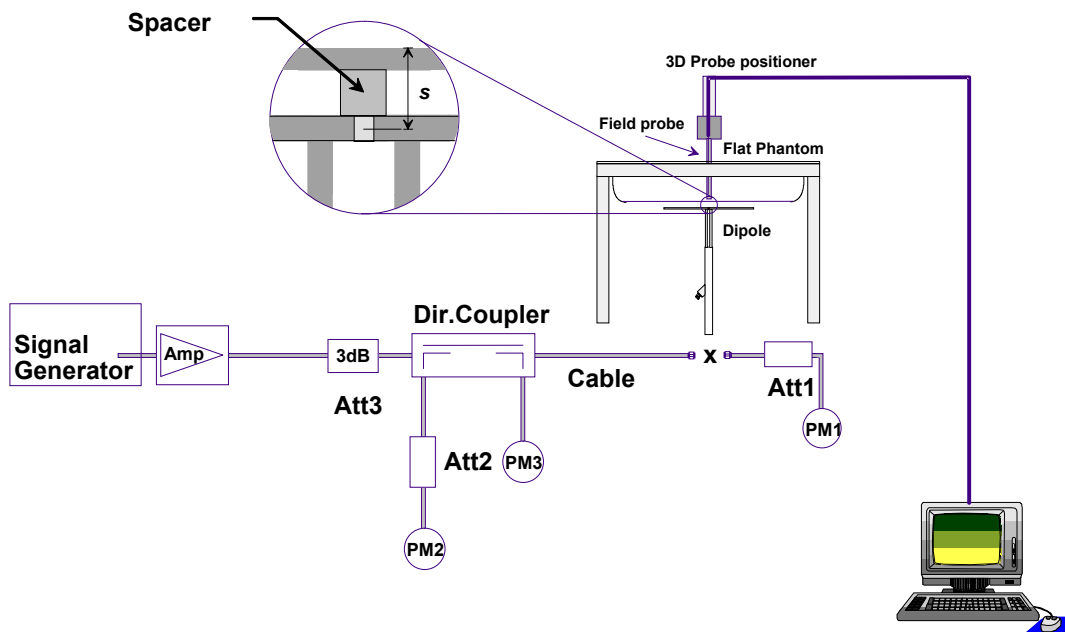 Spacer
s
3D Probe positioner
Field probe
Flat Phantom
Dipole
Dir.Coupler
Signal
Generator
Amp
3dB
Att3
Cable
x
Att1
PM1
Att2
PM3
PM2